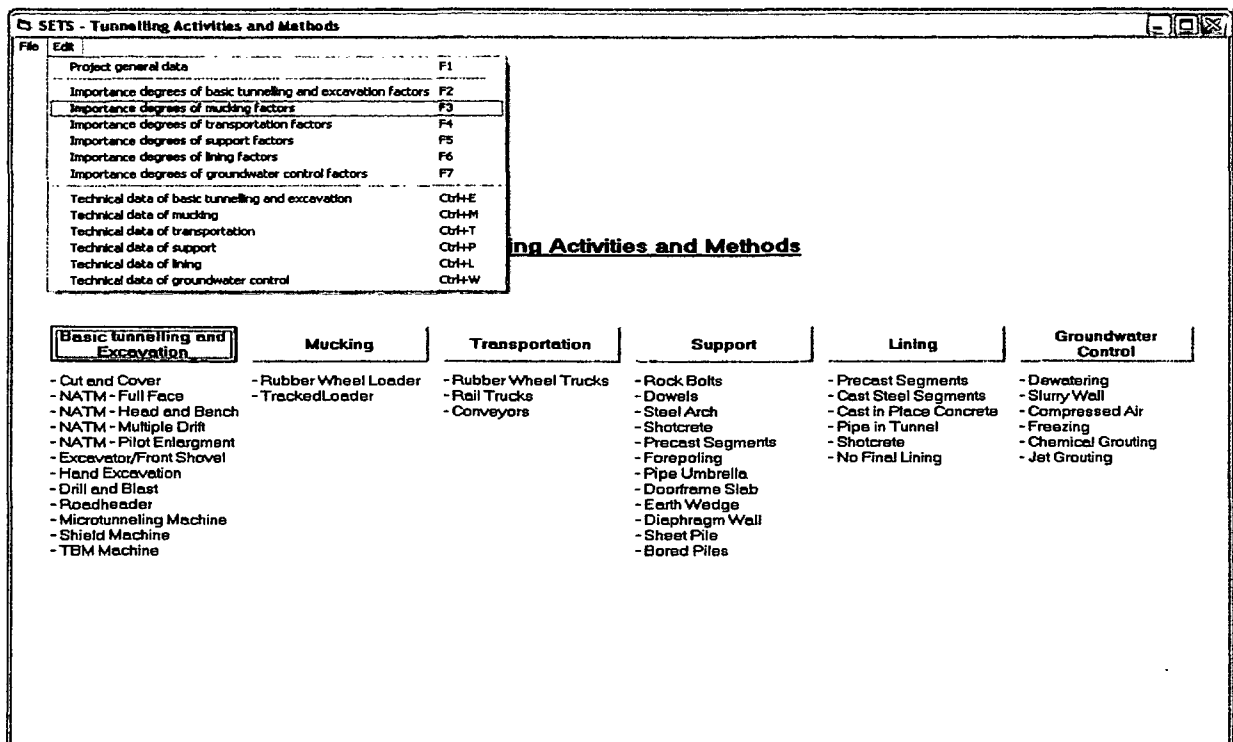 SETS - Tunnelling Activities and Methods
File Edit
Project general data F1
Importance degrees of basic tunnelling and excavation factors F2
Importance degrees of mucking factors F3
Importance degrees of transportation factors F4
Importance degrees of support factors F5
Importance degrees of lining factors F6
Importance degrees of groundwater control factors F7
Technical data of basic tunnelling and excavation Ctrl+E
Technical data of mucking Ctrl+M
Technical data of transportation Ctrl+T
Technical data of support Ctrl+P
Technical data of lining Ctrl+L
Technical data of groundwater control Ctrl+W
ing Activities and Methods
Basic tunnelling and
Excavation
- Cut and Cover
- NATM - Full Face
- NATM - Head and Bench
- NATM - Multiple Drift
- NATM - Pilot Enlargment
- Excavator/Front Shovel
- Hand Excavation
- Drill and Blast
- Roadheader
- Microtunneling Machine
- Shield Machine
- TBM Machine
Mucking
- Rubber Wheel Loader
- TrackedLoader
Transportation
- Rubber Wheel Trucks
- Rail Trucks
- Conveyors
Support
- Rock Bolts
- Dowels
- Steel Arch
- Shotcrete
- Precast Segments
- Forepoling
- Pipe Umbrella
- Doorframe Slab
- Earth Wedge
- Diaphragm Wall
- Sheet Pile
- Bored Piles
Lining
- Precast Segments
- Cast Steel Segments
- Cast in Place Concrete
- Pipe in Tunnel
- Shotcrete
- No Final Lining
Groundwater
Control
- Dewatering
- Slurry Wall
- Compressed Air
- Freezing
- Chemical Grouting
- Jet Grouting